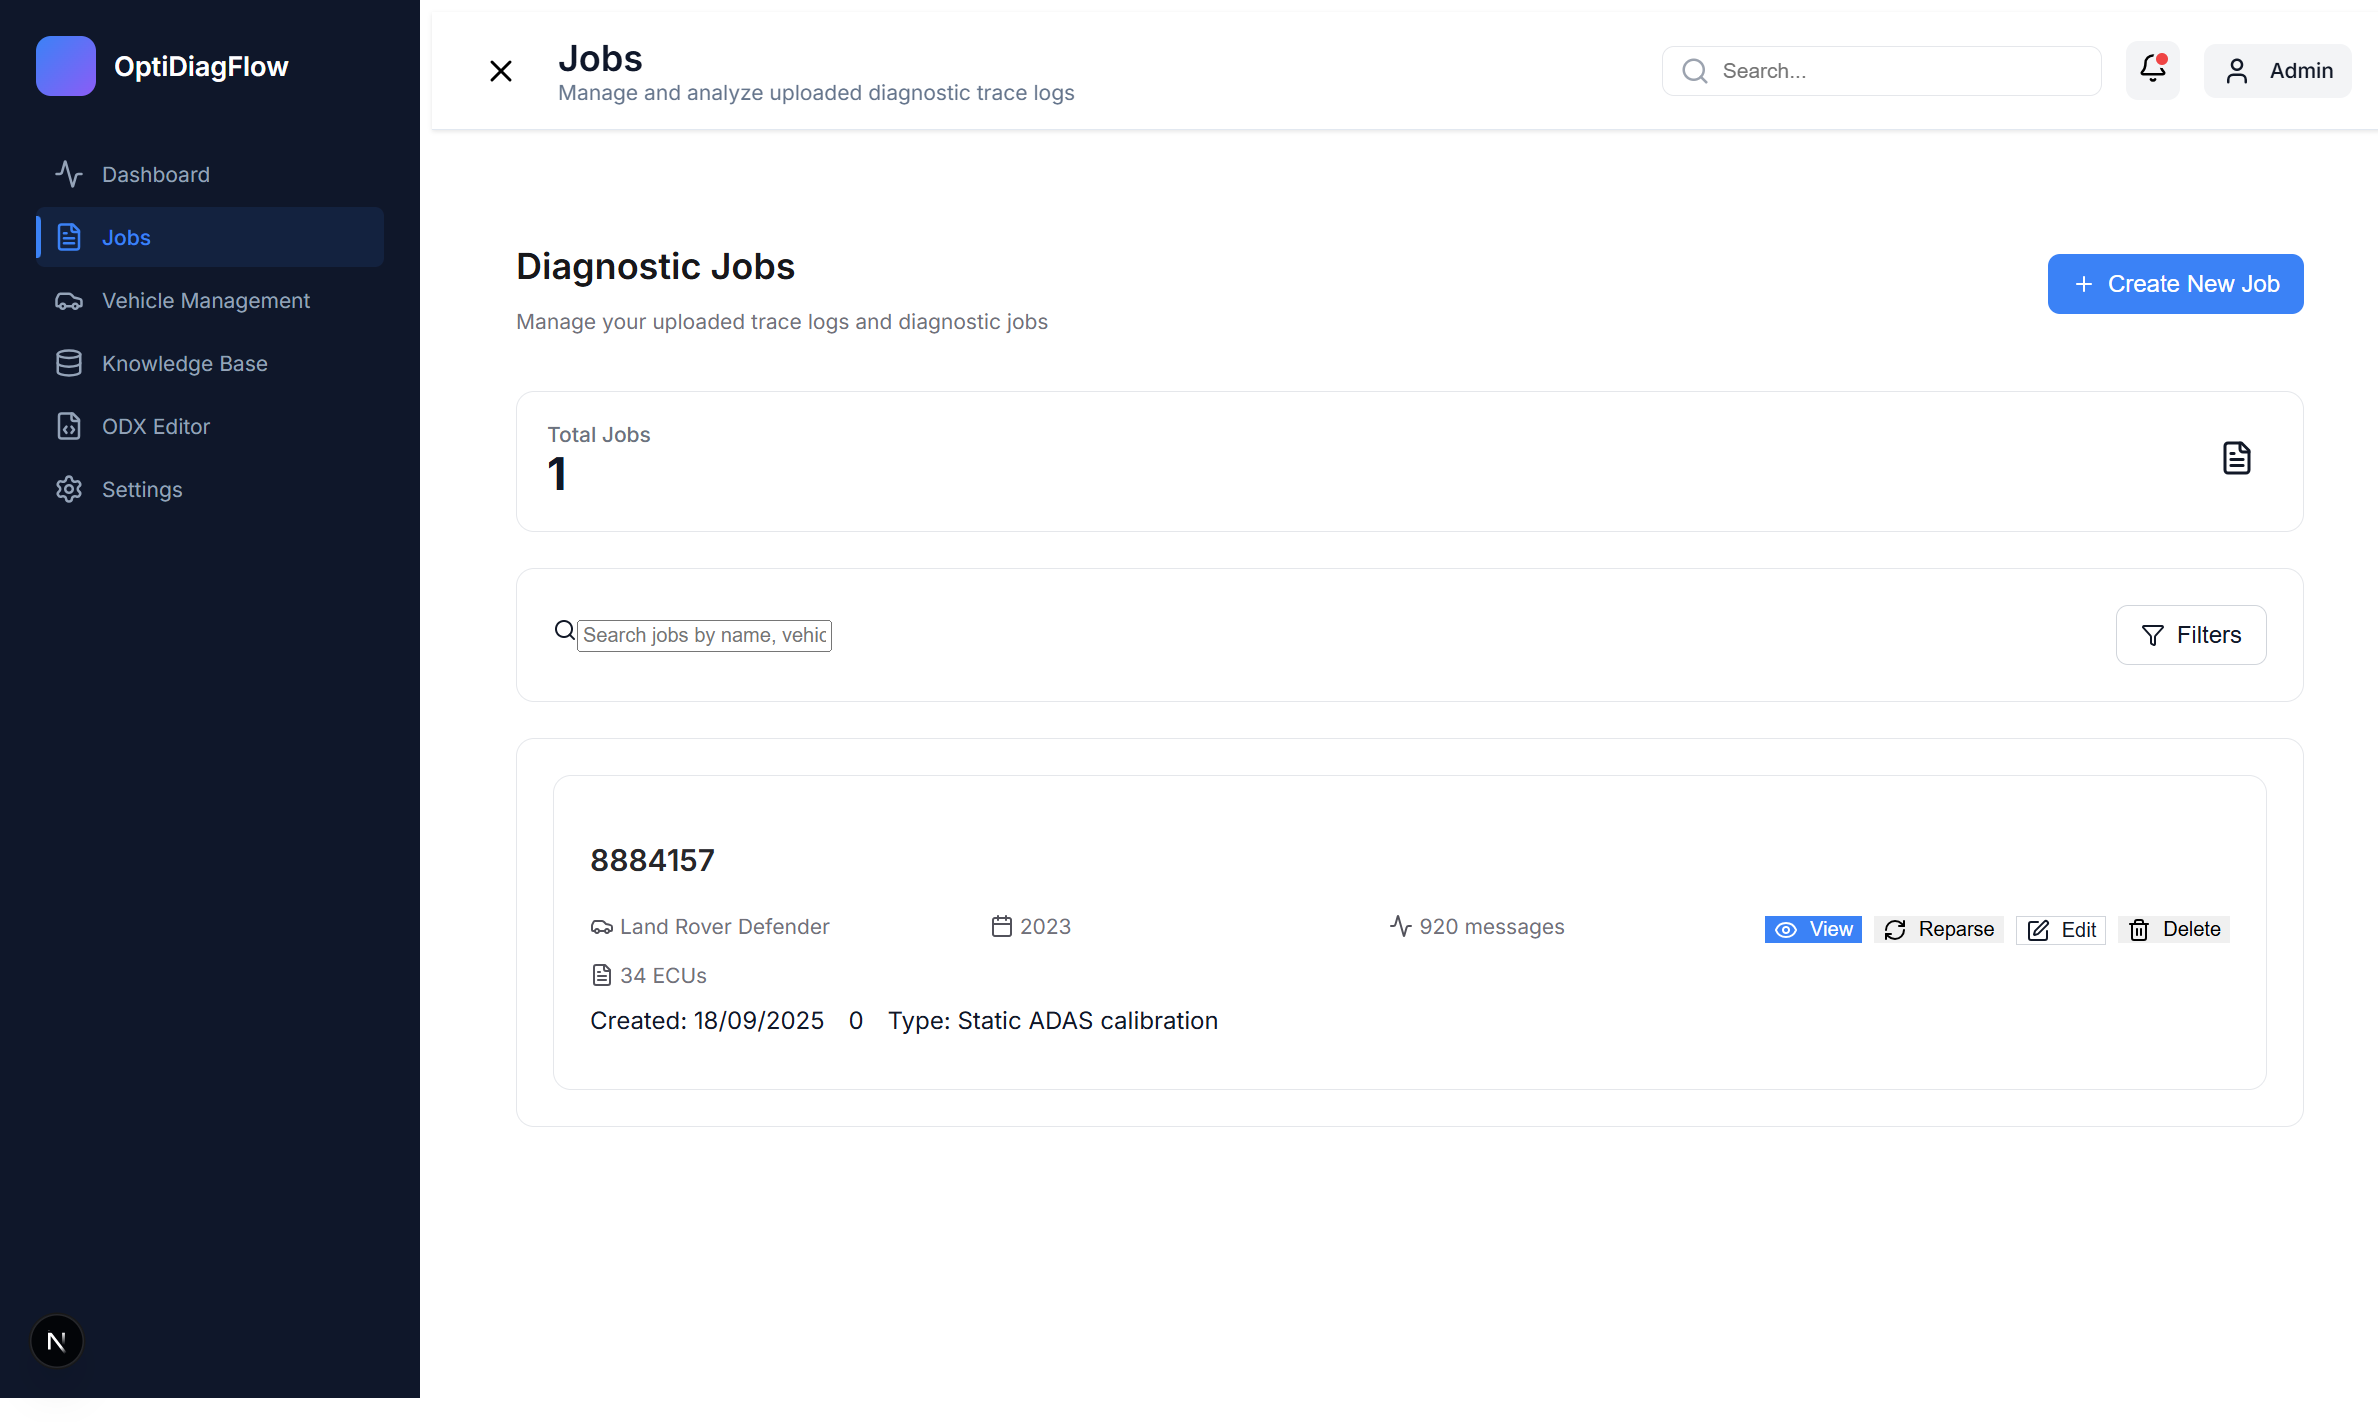 OptiDiagFlow
Dashboard
Jobs
Vehicle Management
Knowledge Base
ODX Editor
Settings
N
Jobs
Manage and analyze uploaded diagnostic trace logs
Search...
Admin
Diagnostic Jobs
Manage your uploaded trace logs and diagnostic jobs
Create New Job
Total Jobs
1
Search jobs by name, vehic
Filters
8884157
Land Rover Defender
2023
920 messages
34 ECUs
Created: 18/09/2025 0 Type: Static ADAS calibration
View
Reparse
Edit
Delete